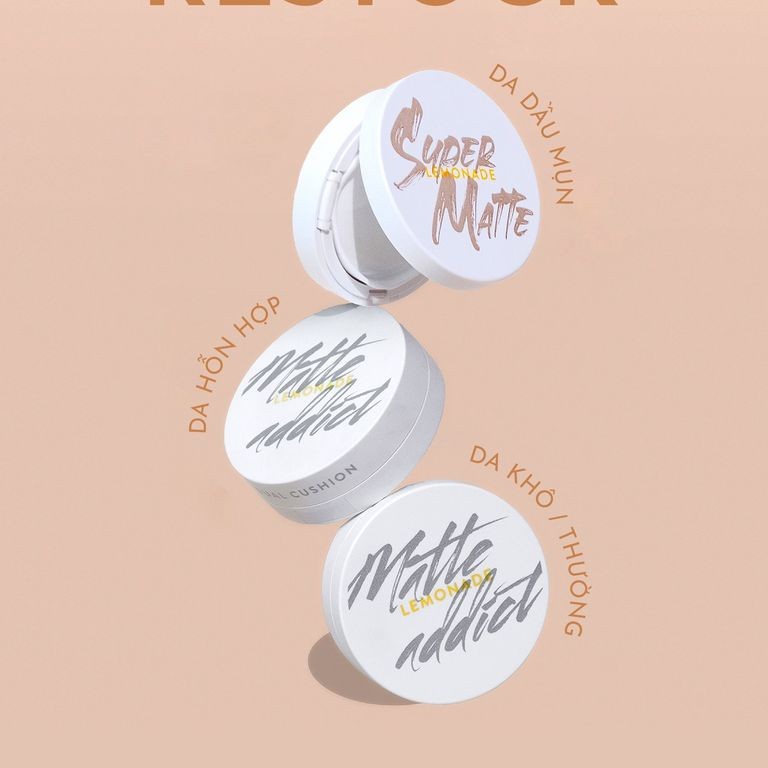 RESTOCK
DA DẦU MỤN
SUPER
LEMONADE
MATTE
DA HỖN HỢP
Matte
LEMONADE
addict
CUSHION
DA KHÔ / THƯỜNG
Matte
LEMONADE
addict